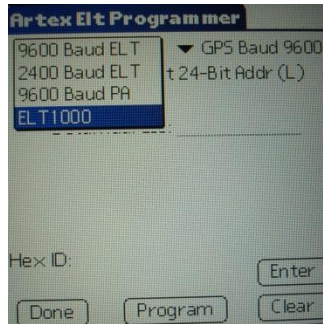 Artex Elt Programmer
9600 Baud ELT
GPS Baud 9600
2400 Baud ELT
t 24-Bit Addr (L)
9600 Baud PA
ELT1000
Hex ID:
Enter
Done
Program
Clear